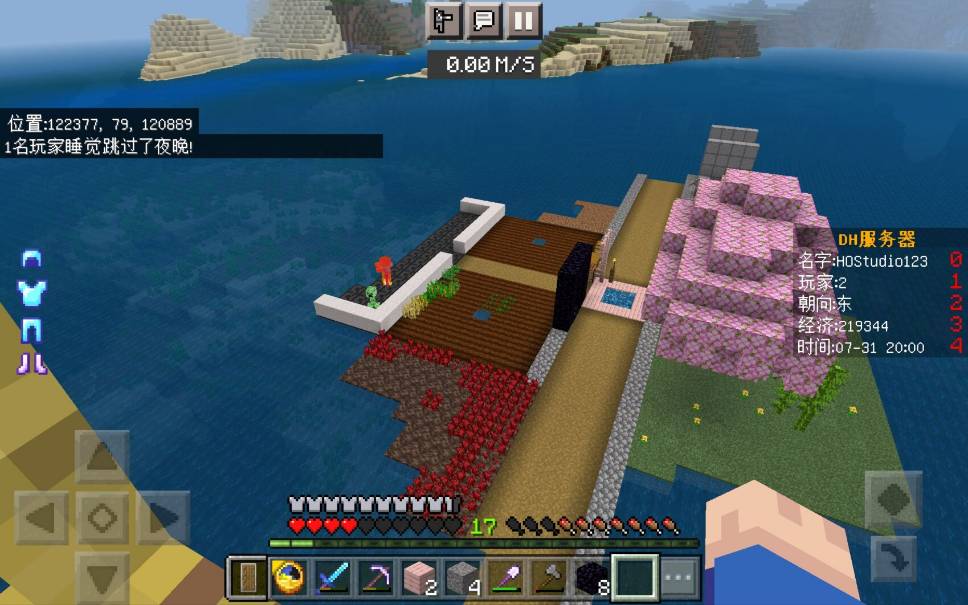 0.00 M/S
位置:122377, 79, 120889
1名玩家睡觉跳过了夜晚!
DH服务器
名字:HOStudio123 0
玩家:2 1
朝向:东 2
经济:219344 3
时间:07-31 20:00 4
17
2 4 8